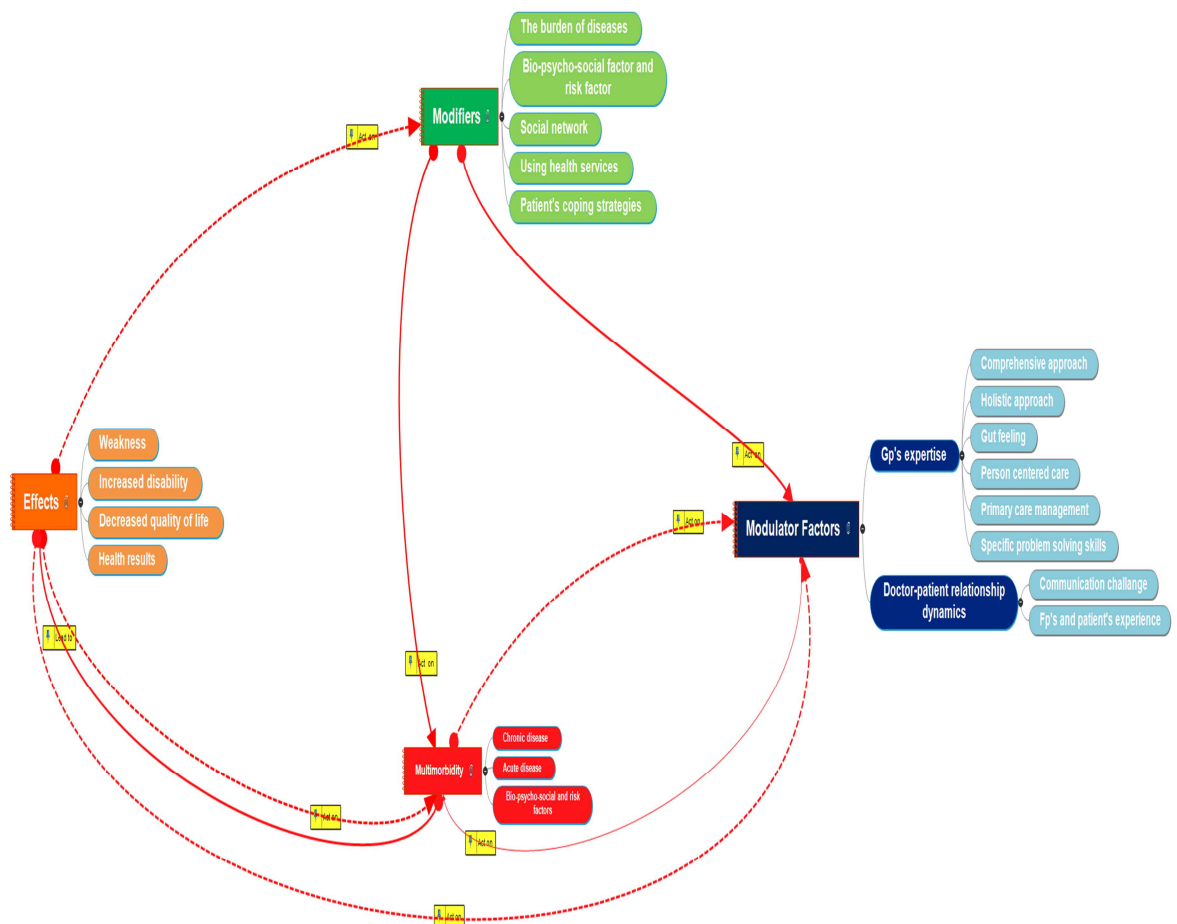 The burden of diseases
Bio-psycho-social factor and
risk factor
Modifiers
Social network
Act on
Using health services
Patient's coping strategies
Comprehensive approach
Holistic approach
Gut feeling
Weakness
Act on
Gp's expertise
Person centered care
Increased disability
Effects
Primary care management
Decreased quality of life
Act on
Modulator Factors
Specific problem solving skills
Health results
Communication challange
Doctor-patient relationship
dynamics
Fp's and patient's experience
Lead to
Act on
Chronic disease
Multimorbidity
Acute disease
Bio-psycho-social and risk
factors
Act on
Act on
Act on